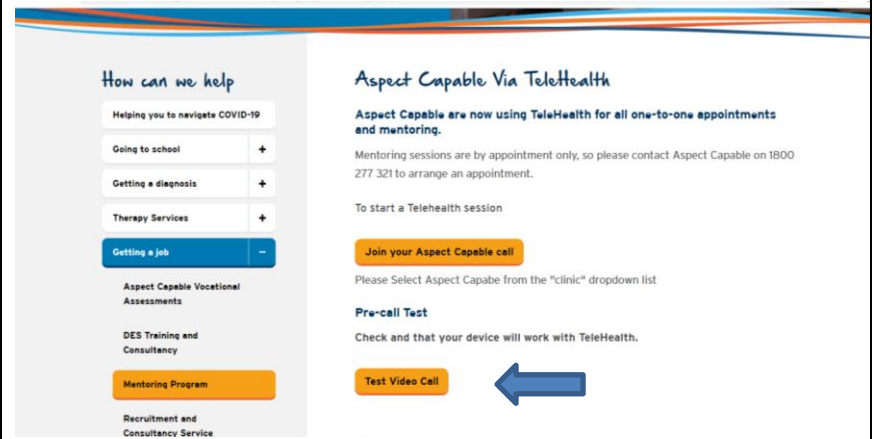 How can we help
Helping you to navigate COVID-19
Going to school +
Getting a diagnosis +
Therapy Services +
Getting a job −
Aspect Capable Vocational
Assessments
DES Training and
Consultancy
Mentoring Program
Recruitment and
Consultancy Service
Aspect Capable Via TeleHealth
Aspect Capable are now using TeleHealth for all one-to-one appointments
and mentoring.
Mentoring sessions are by appointment only, so please contact Aspect Capable on 1800
277 321 to arrange an appointment.
To start a Telehealth session
Join your Aspect Capable call
Please Select Aspect Capabe from the "clinic" dropdown list
Pre-call Test
Check and that your device will work with TeleHealth.
Test Video Call